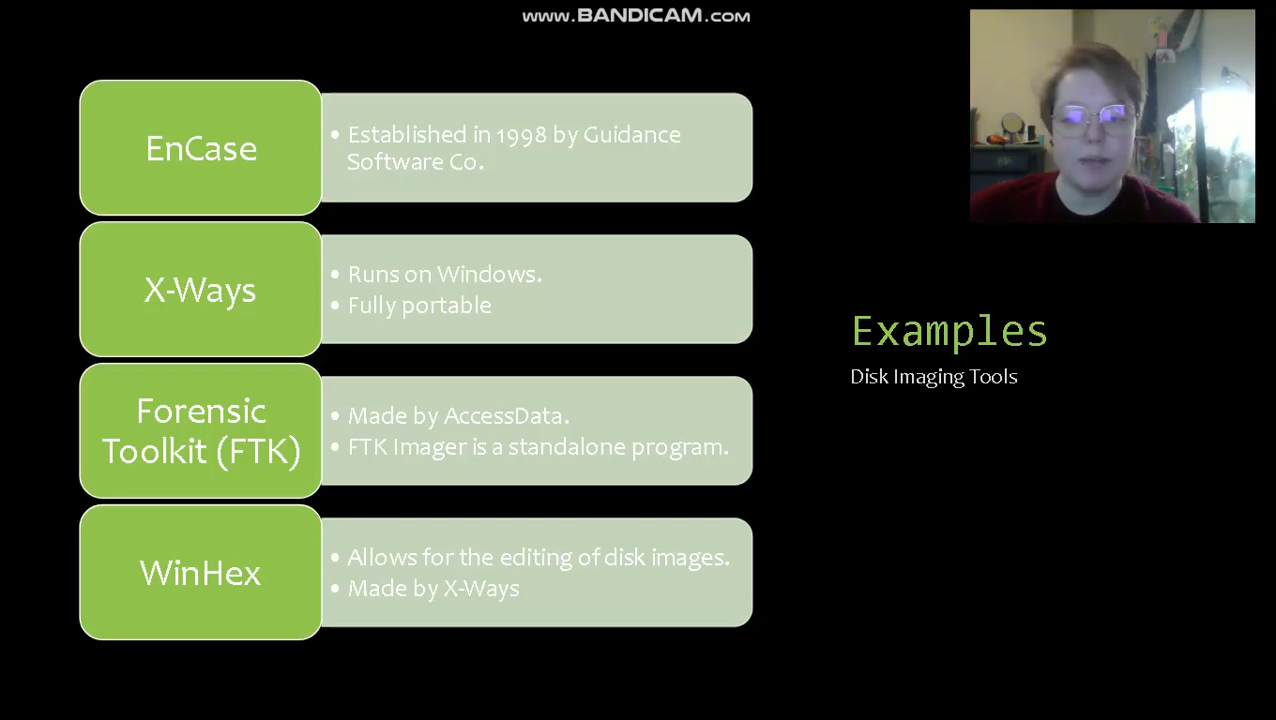 www.BANDICAM.com
EnCase
• Established in 1998 by Guidance
Software Co.
X-Ways
• Runs on Windows.
• Fully portable
Forensic
Toolkit (FTK)
• Made by AccessData.
• FTK Imager is a standalone program.
WinHex
• Allows for the editing of disk images.
• Made by X-Ways
Examples
Disk Imaging Tools